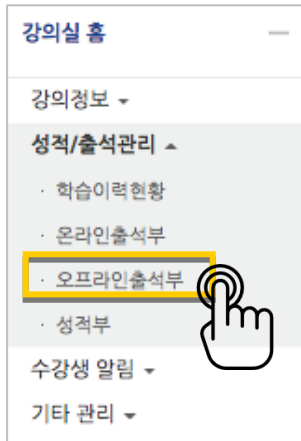 강의실 홈 —
강의정보 ▾
성적/출석관리 ▴
· 학습이력현황
· 온라인출석부
· 오프라인출석부
· 성적부
수강생 알림 ▾
기타 관리 ▾